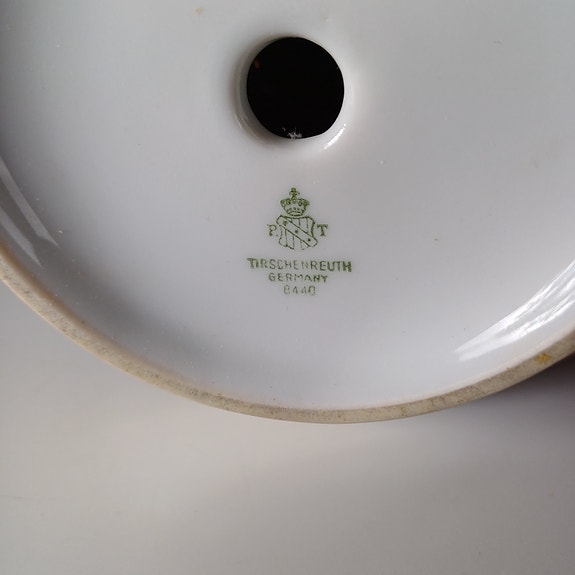 P. T
TIRSCHENREUTH
GERMANY
8440